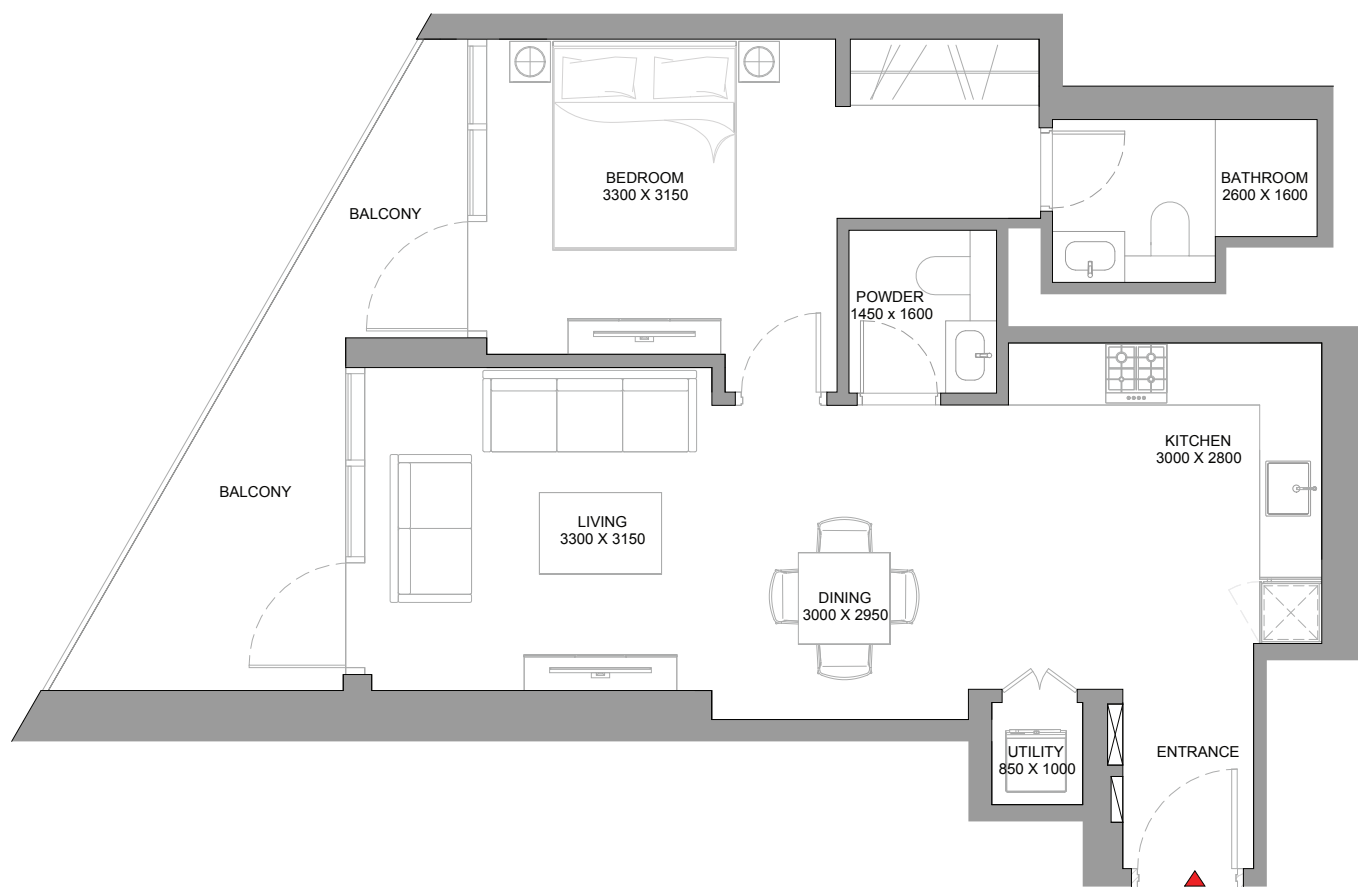 BEDROOM
3300 X 3150
BATHROOM
2600 X 1600
BALCONY
POWDER
1450 x 1600
KITCHEN
3000 X 2800
BALCONY
LIVING
3300 X 3150
DINING
3000 X 2950
UTILITY
850 X 1000
ENTRANCE